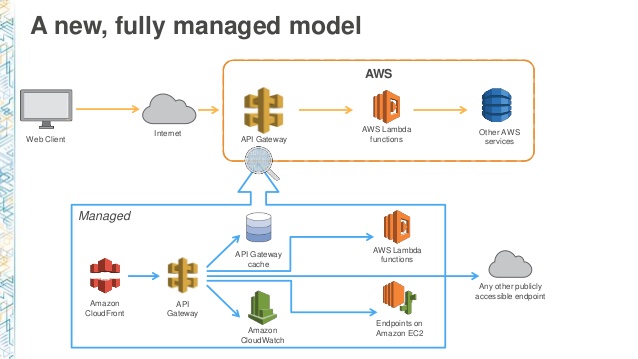 A new, fully managed model
AWS
Web Client
Internet
API Gateway
AWS Lambda
functions
Other AWS
services
Managed
API Gateway
cache
AWS Lambda
functions
Amazon
CloudFront
API
Gateway
Amazon
CloudWatch
Endpoints on
Amazon EC2
Any other publicly
accessible endpoint